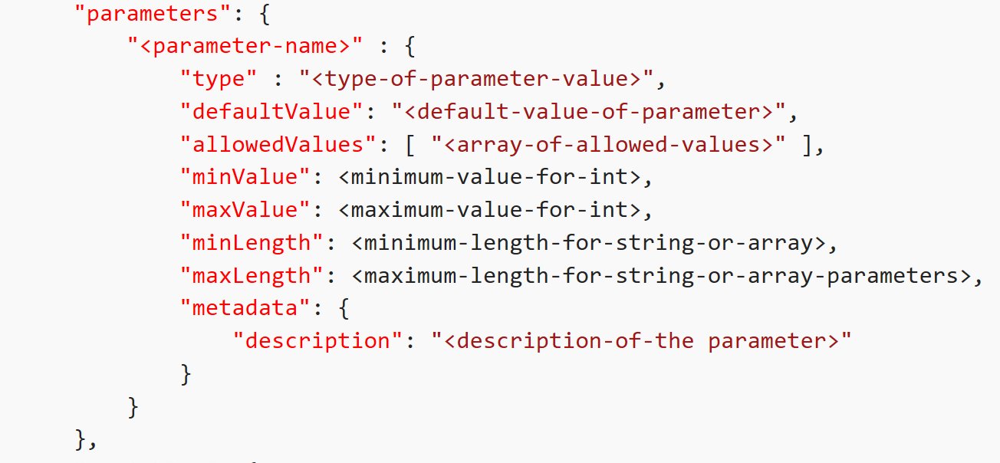 "parameters": {
"<parameter-name>" : {
"type" : "<type-of-parameter-value>",
"defaultValue": "<default-value-of-parameter>",
"allowedValues": [ "<array-of-allowed-values>" ],
"minValue": <minimum-value-for-int>,
"maxValue": <maximum-value-for-int>,
"minLength": <minimum-length-for-string-or-array>,
"maxLength": <maximum-length-for-string-or-array-parameters>,
"metadata": {
"description": "<description-of-the parameter>"
}
}
},